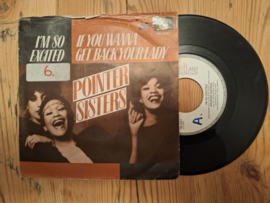 I'M SO
EXCITED
IF YOU WANNA
GET BACK YOUR LADY
6.
POINTER
SISTERS
A.